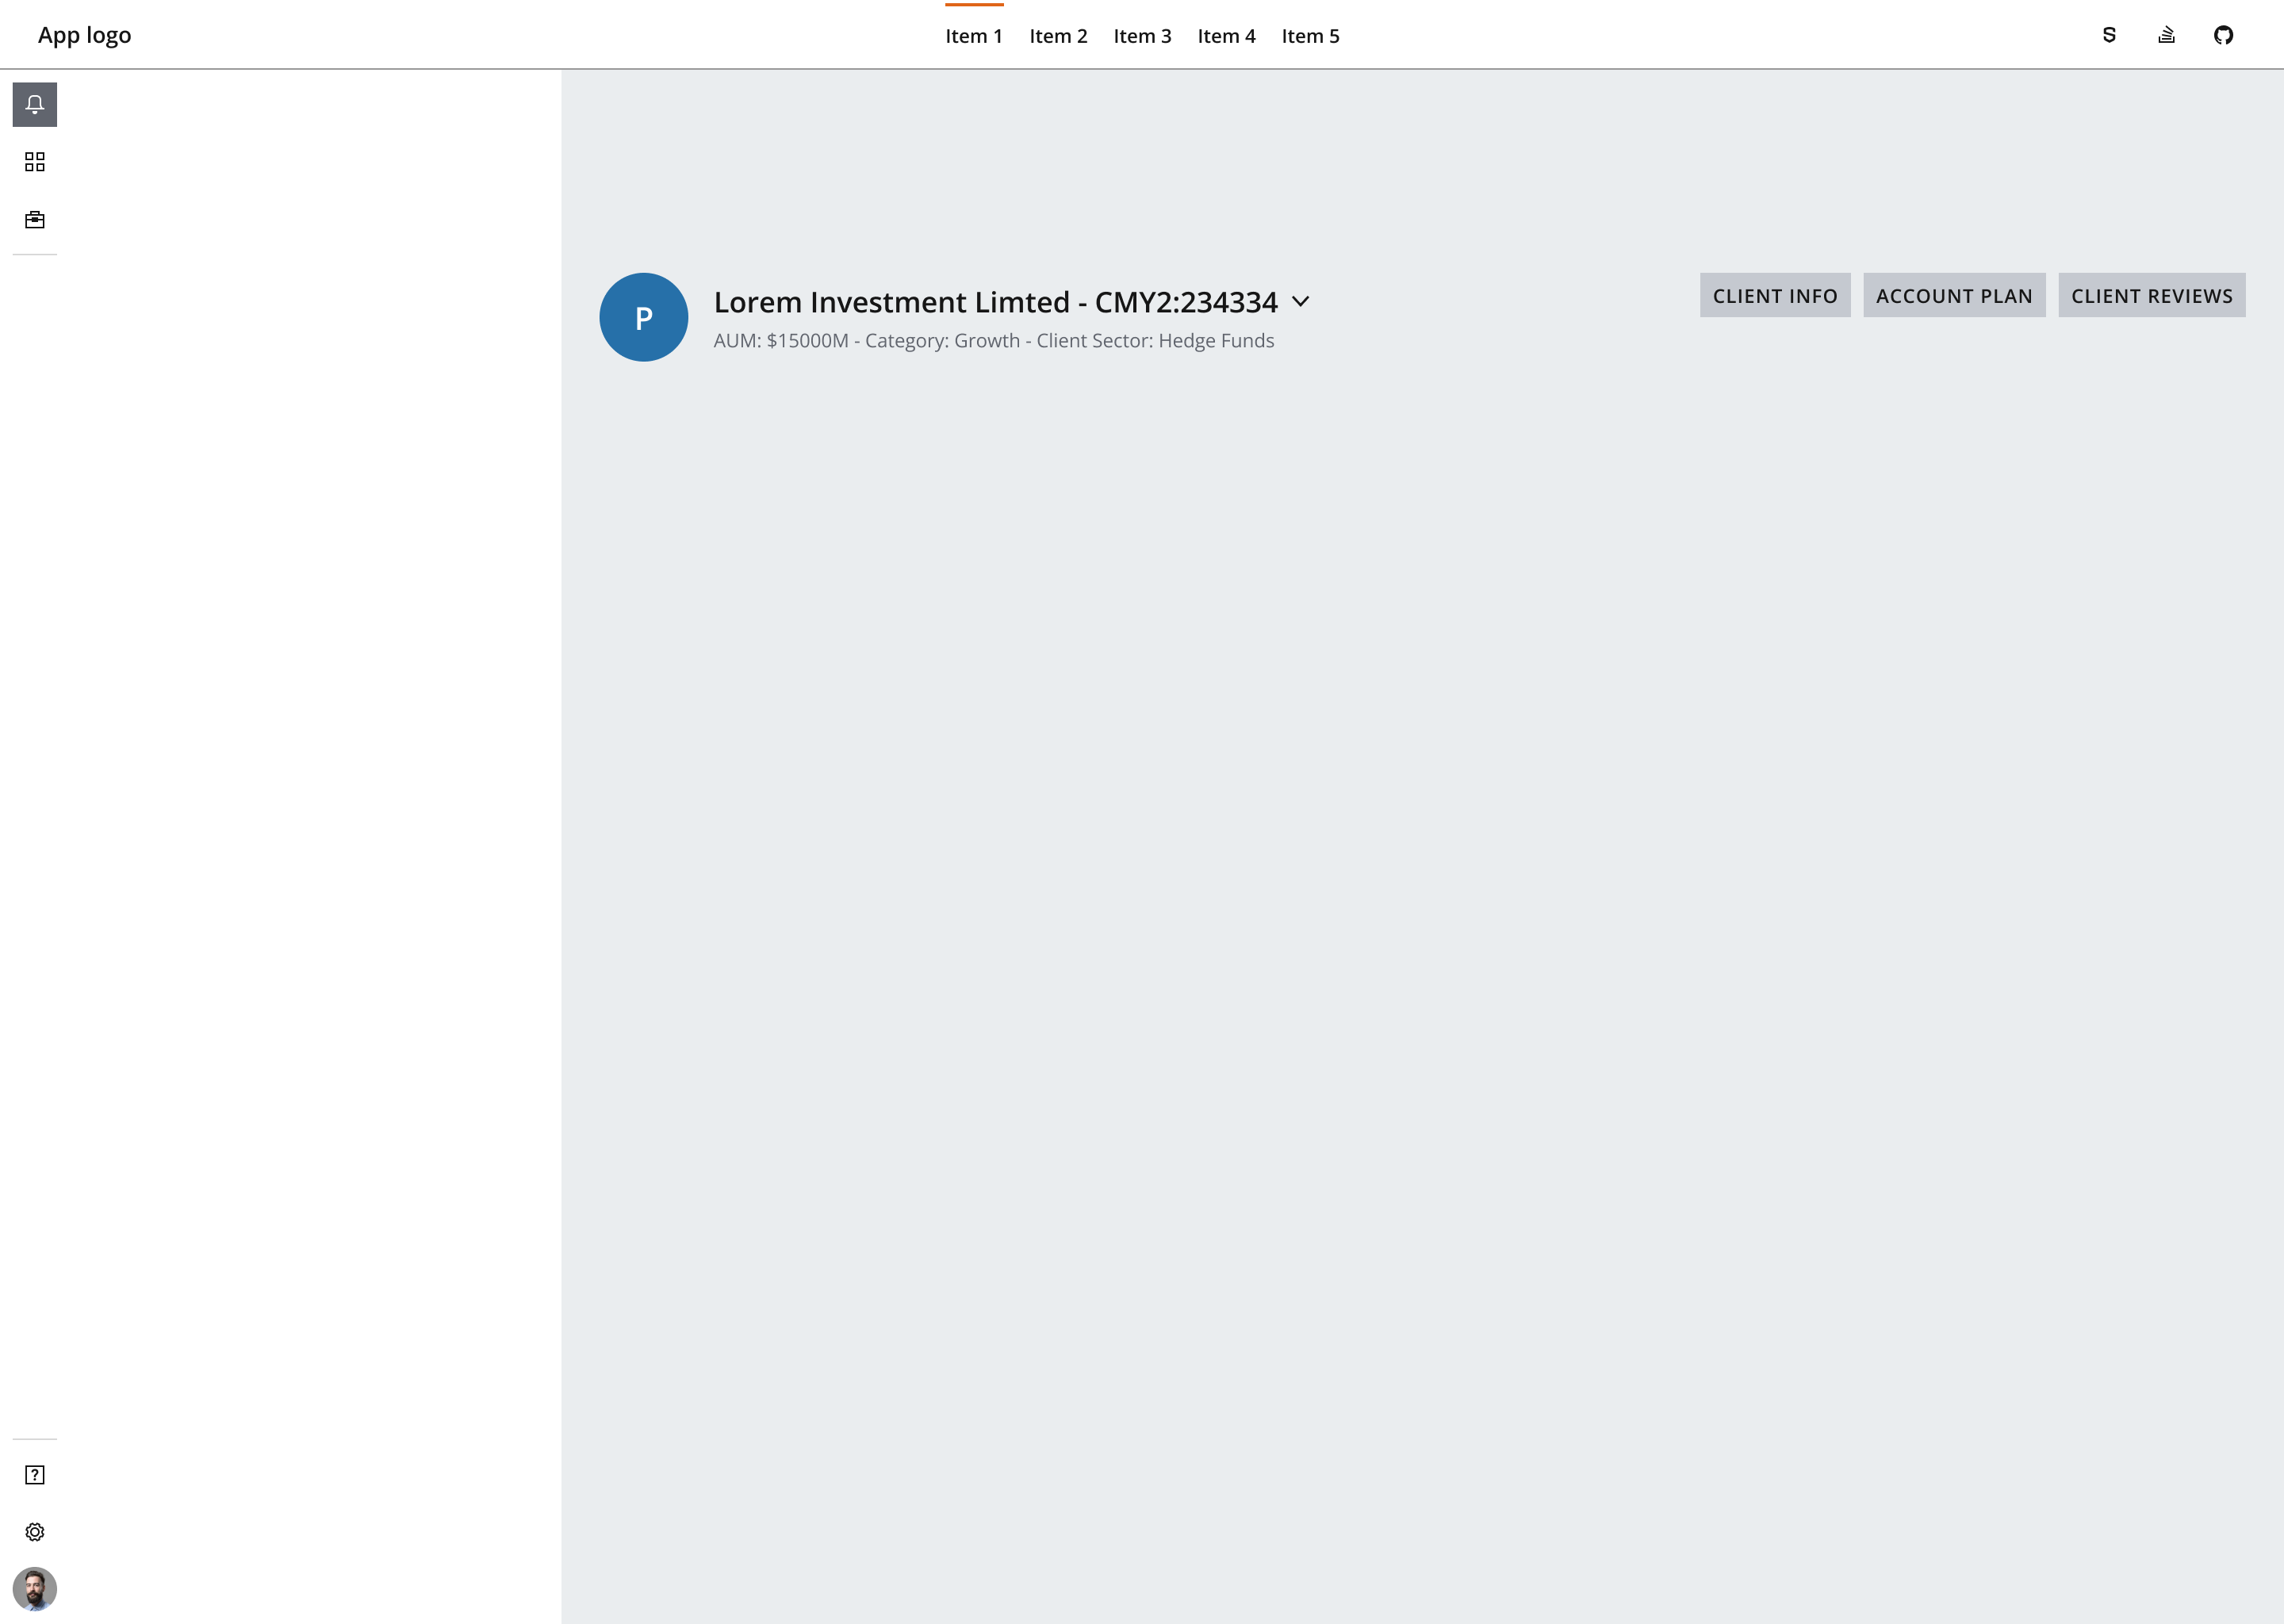 App logo
Item 1 Item 2 Item 3 Item 4 Item 5
Lorem Investment Limted - CMY2:234334
AUM: $15000M - Category: Growth - Client Sector: Hedge Funds
P
CLIENT INFO
ACCOUNT PLAN
CLIENT REVIEWS
?